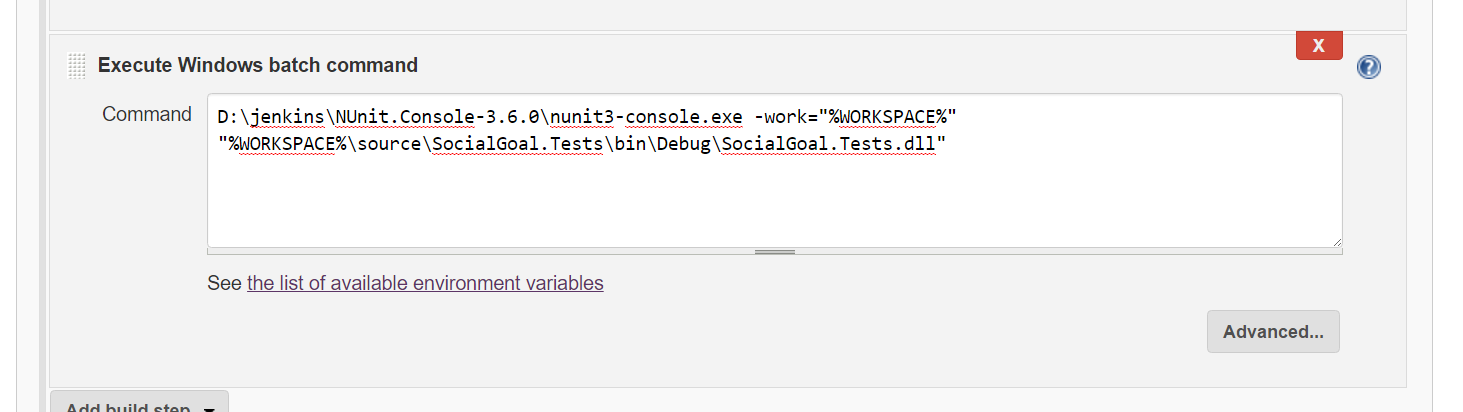 X
Execute Windows batch command
?
Command
D:\jenkins\NUnit.Console-3.6.0\nunit3-console.exe -work="%WORKSPACE%"
"%WORKSPACE%\source\SocialGoal.Tests\bin\Debug\SocialGoal.Tests.dll"
See the list of available environment variables
Advanced...
Add build step